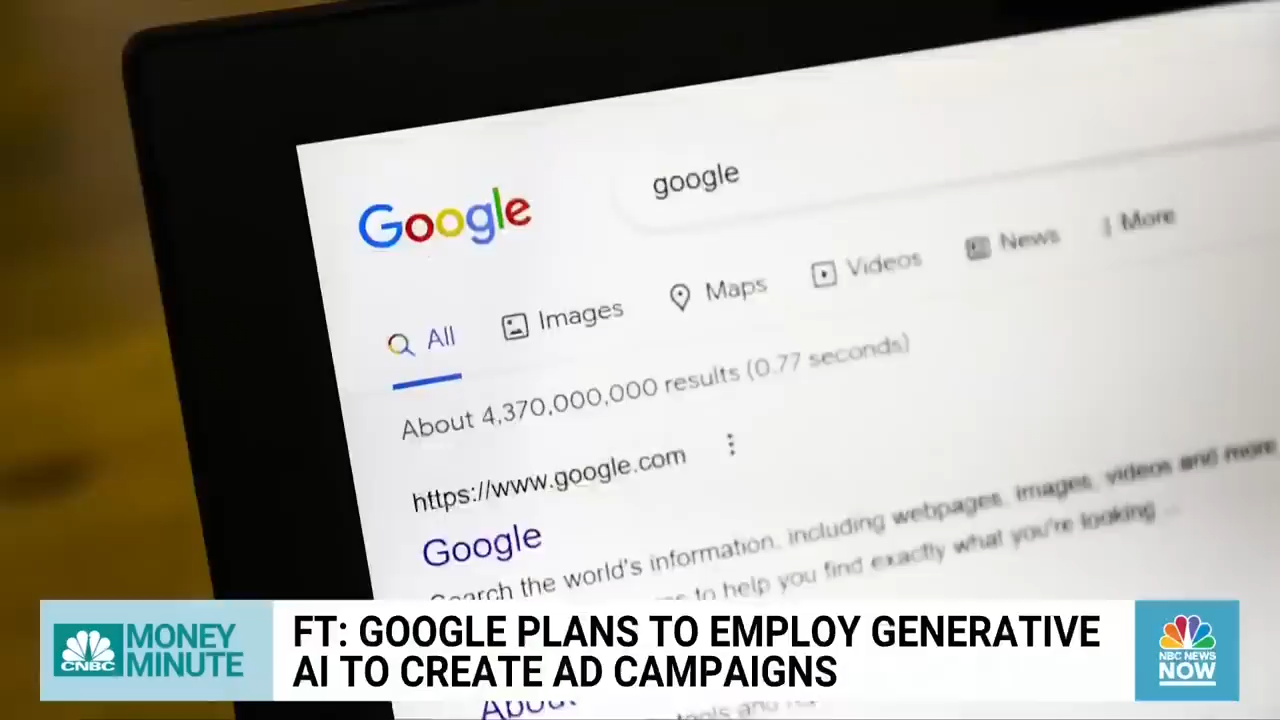 Google
google
All
Images
Maps
Videos
News
More
About 4,370,000,000 results (0.77 seconds)
https://www.google.com
Google
Search the world's information, including webpages, images, videos and more
to help you find exactly what you're looking ...
CNBC
MONEY
MINUTE
FT: GOOGLE PLANS TO EMPLOY GENERATIVE
AI TO CREATE AD CAMPAIGNS
NBC NEWS
NOW
About
tools and